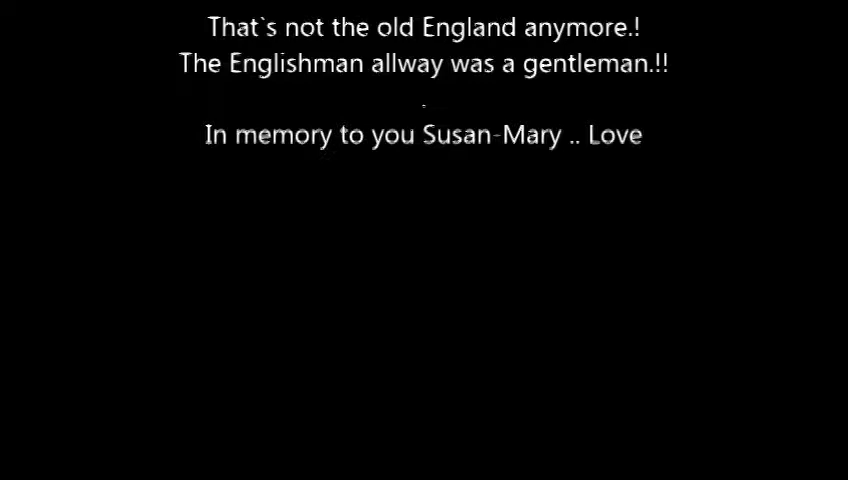 That`s not the old England anymore.!
The Englishman allway was a gentleman.!!
.
In memory to you Susan-Mary .. Love